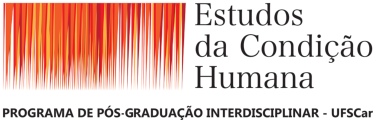 Estudos
da Condição
Humana
PROGRAMA DE PÓS-GRADUAÇÃO INTERDISCIPLINAR - UFSCar